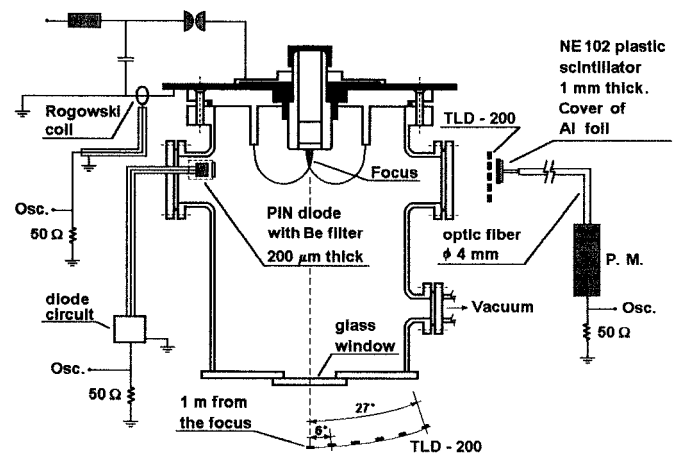 NE 102 plastic
scintillator
1 mm thick.
Cover of
Al foil
TLD - 200
Rogowski
coil
Focus
Osc.
50 Ω
PIN diode
with Be filter
200 μm thick
optic fiber
ϕ 4 mm
P. M.
diode
circuit
Vacuum
Osc.
50 Ω
glass
window
Osc.
50 Ω
1 m from
the focus
27°
6°
TLD - 200